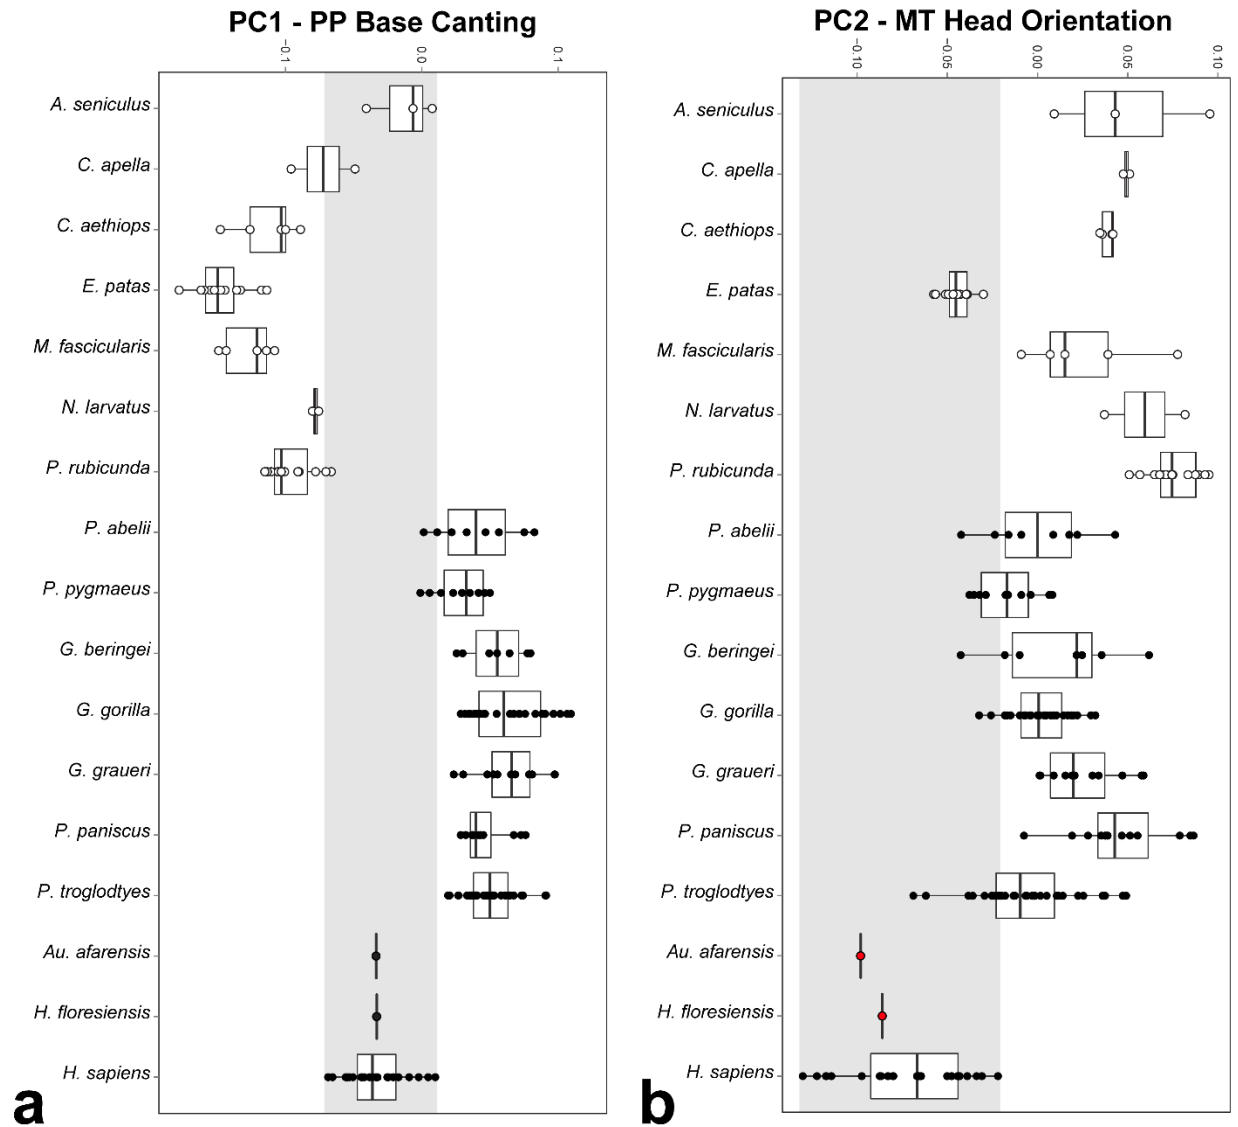 PC1 - PP Base Canting
−0.1
0.0
0.1
A. seniculus
C. apella
C. aethiops
E. patas
M. fascicularis
N. larvatus
P. rubicunda
P. abelii
P. pygmaeus
G. beringei
G. gorilla
G. graueri
P. paniscus
P. troglodtyes
Au. afarensis
H. floresiensis
H. sapiens
a
PC2 - MT Head Orientation
−0.10
−0.05
0.00
0.05
0.10
A. seniculus
C. apella
C. aethiops
E. patas
M. fascicularis
N. larvatus
P. rubicunda
P. abelii
P. pygmaeus
G. beringei
G. gorilla
G. graueri
P. paniscus
P. troglodtyes
Au. afarensis
H. floresiensis
H. sapiens
b